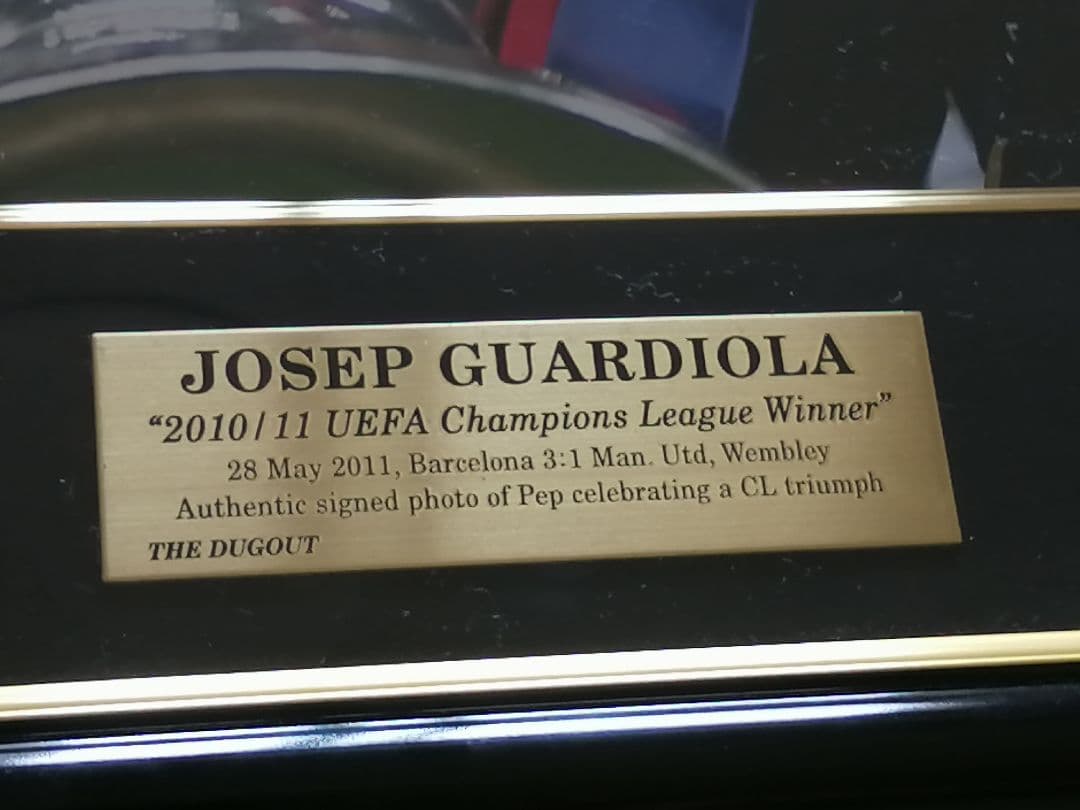 JOSEP GUARDIOLA
“2010/11 UEFA Champions League Winner”
28 May 2011, Barcelona 3:1 Man. Utd, Wembley
Authentic signed photo of Pep celebrating a CL triumph
THE DUGOUT